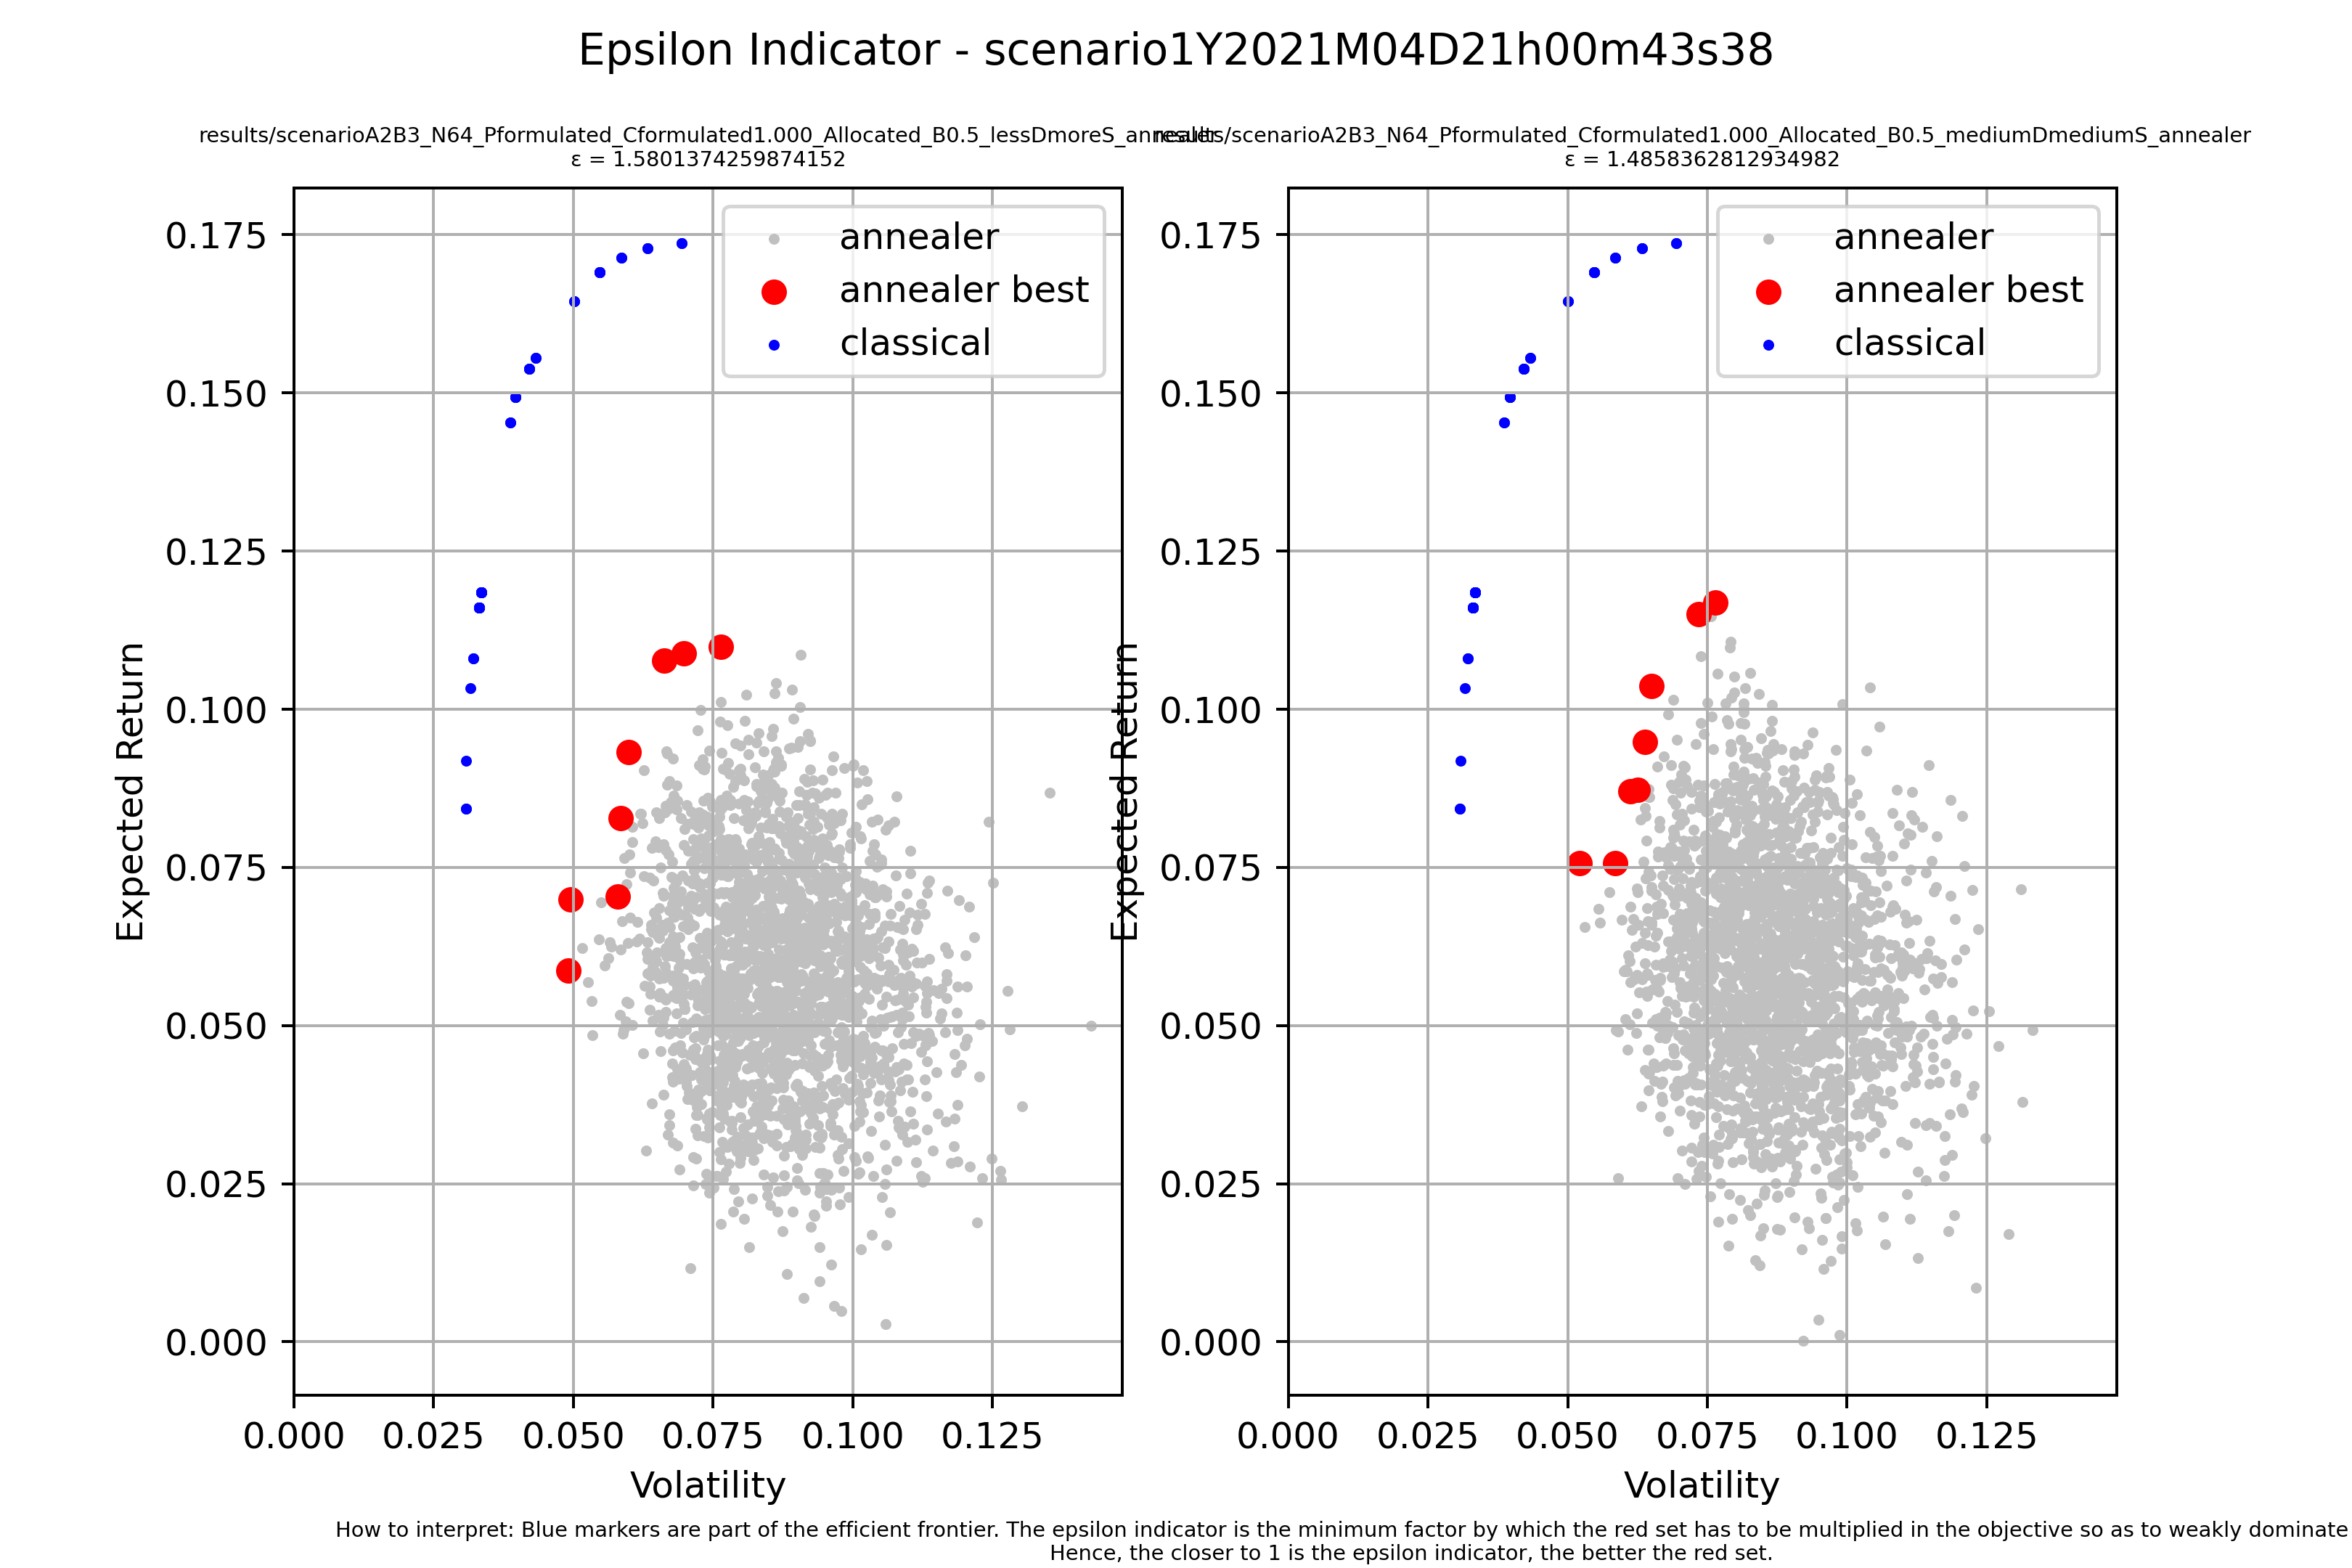 Epsilon Indicator - scenario1Y2021M04D21h00m43s38
results/scenarioA2B3_N64_Pformulated_Cformulated1.000_Allocated_B0.5_lessDmoreS_annealer
ε = 1.5801374259874152
0.175
0.150
0.125
0.100
0.075
0.050
0.025
0.000
Expected Return
annealer
annealer best
classical
0.000 0.025 0.050 0.075 0.100 0.125
Volatility
results/scenarioA2B3_N64_Pformulated_Cformulated1.000_Allocated_B0.5_mediumDmediumS_annealer
ε = 1.4858362812934982
0.175
0.150
0.125
0.100
0.075
0.050
0.025
0.000
Expected Return
annealer
annealer best
classical
0.000 0.025 0.050 0.075 0.100 0.125
Volatility
How to interpret: Blue markers are part of the efficient frontier. The epsilon indicator is the minimum factor by which the red set has to be multiplied in the objective so as to weakly dominate
Hence, the closer to 1 is the epsilon indicator, the better the red set.